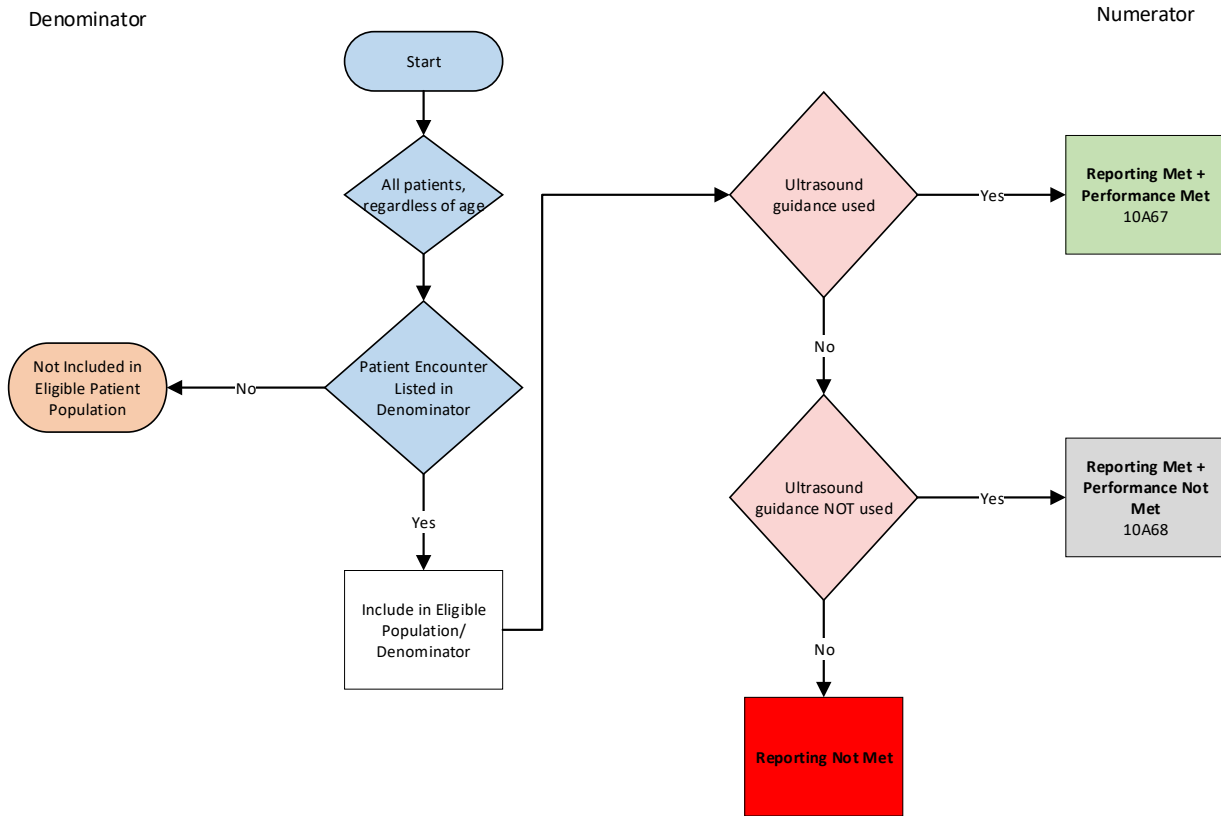 Denominator
Numerator
Start
All patients,
regardless of age
Patient Encounter
Listed in
Denominator
No
Not Included in
Eligible Patient
Population
Yes
Include in Eligible
Population/
Denominator
Ultrasound
guidance used
Yes
Reporting Met +
Performance Met
10A67
No
Ultrasound
guidance NOT used
Yes
Reporting Met +
Performance Not
Met
10A68
No
Reporting Not Met